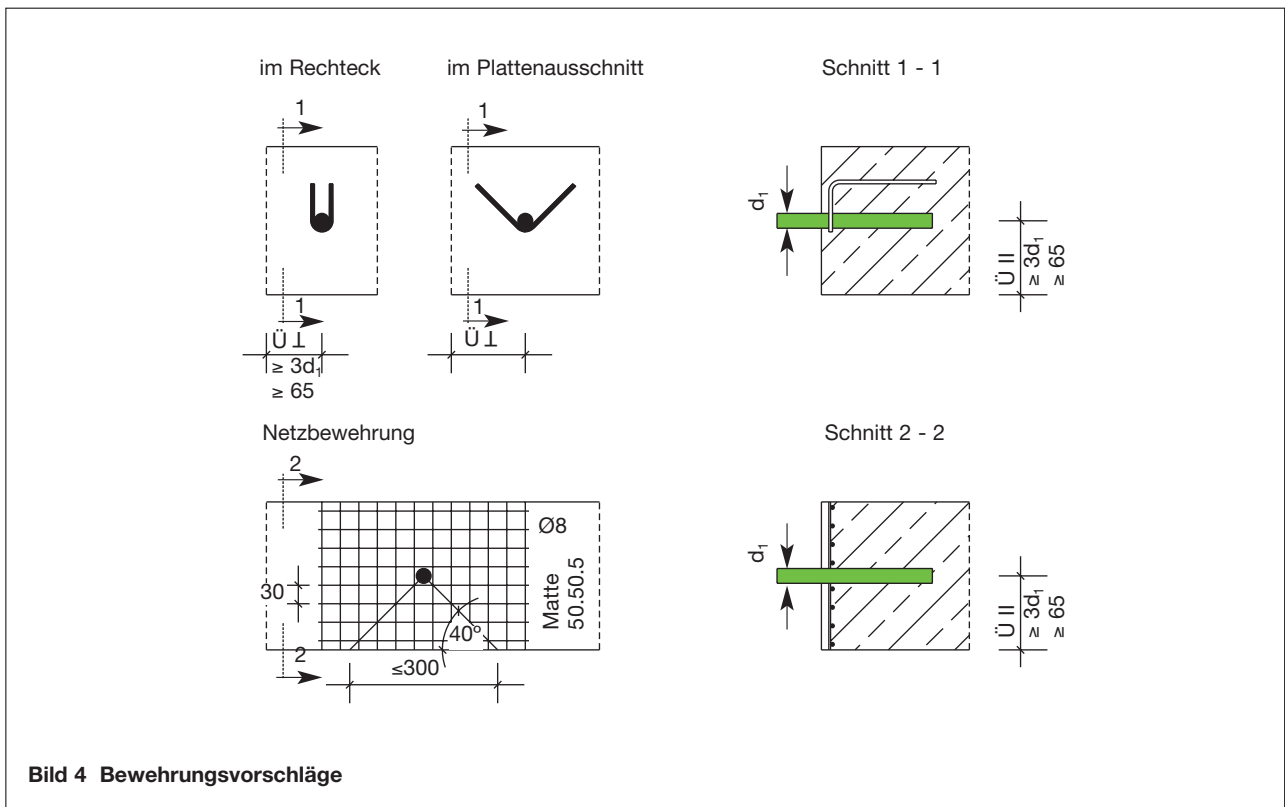 im Rechteck
im Plattenausschnitt
Schnitt 1 - 1
1
1
d₁
1
1
Ü ⊥
≥ 3d₁
≥ 65
Ü ⊥
Ü II
≥ 3d₁
≥ 65
Netzbewehrung
Schnitt 2 - 2
2
Ø8
Matte
50.50.5
30
40°
2
≤300
d₁
Ü II
≥ 3d₁
≥ 65
Bild 4 Bewehrungsvorschläge